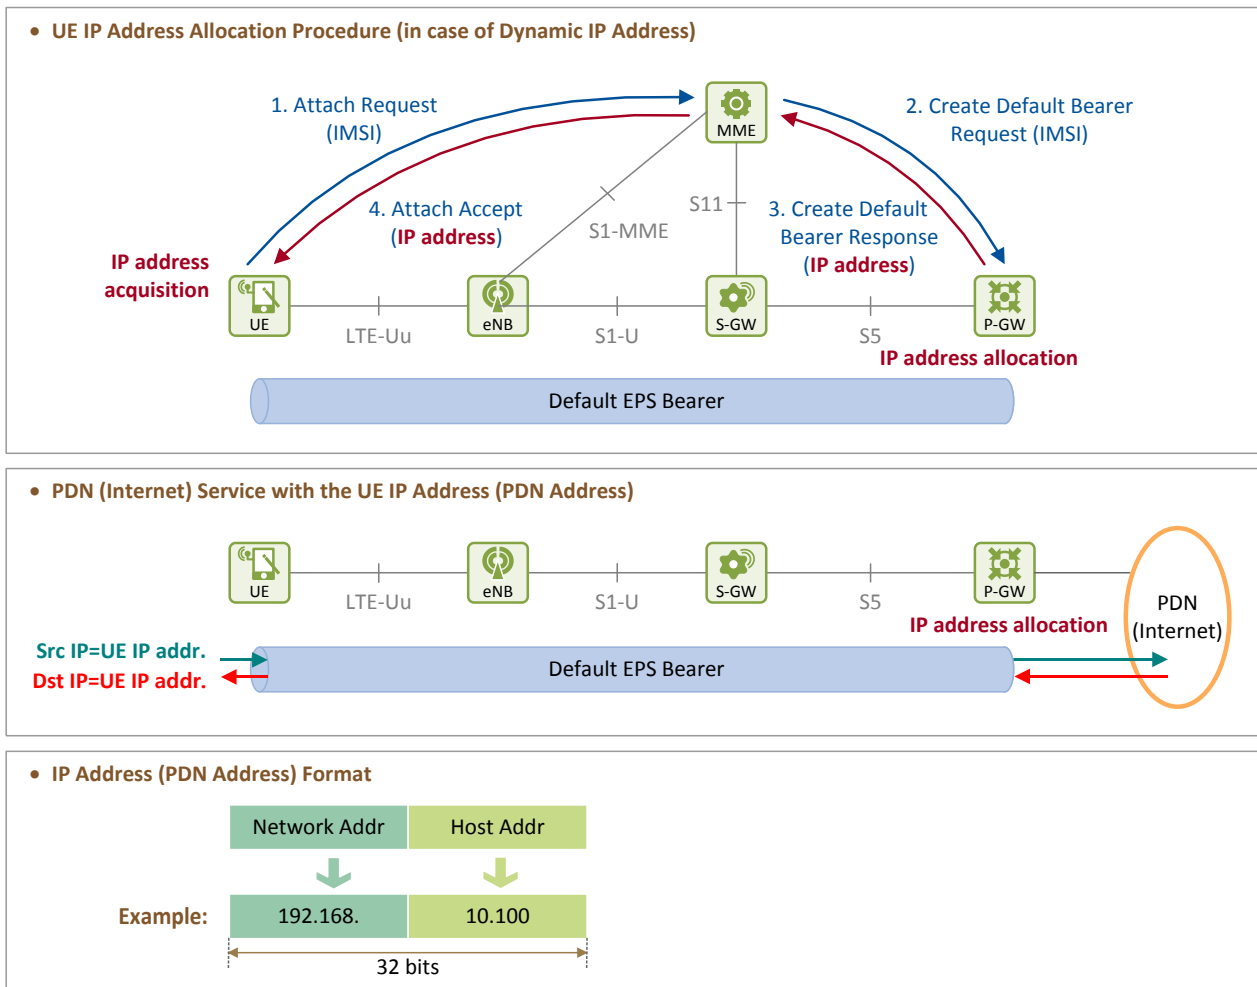 • UE IP Address Allocation Procedure (in case of Dynamic IP Address)
1. Attach Request
(IMSI)
MME
2. Create Default Bearer
Request (IMSI)
4. Attach Accept
(IP address)
S1-MME
S11
3. Create Default
Bearer Response
(IP address)
IP address
acquisition
UE
LTE-Uu
eNB
S1-U
S-GW
S5
P-GW
IP address allocation
Default EPS Bearer
• PDN (Internet) Service with the UE IP Address (PDN Address)
UE
LTE-Uu
eNB
S1-U
S-GW
S5
P-GW
PDN
(Internet)
IP address allocation
Src IP=UE IP addr.
Dst IP=UE IP addr.
Default EPS Bearer
• IP Address (PDN Address) Format
Network Addr
Host Addr
Example:
192.168.
10.100
32 bits